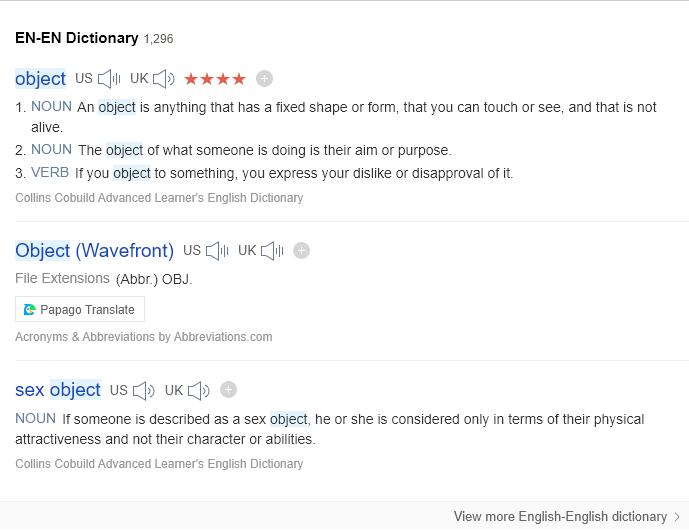 EN-EN Dictionary 1,296
object US UK
1. NOUN An object is anything that has a fixed shape or form, that you can touch or see, and that is not
alive.
2. NOUN The object of what someone is doing is their aim or purpose.
3. VERB If you object to something, you express your dislike or disapproval of it.
Collins Cobuild Advanced Learner's English Dictionary
Object (Wavefront) US UK
File Extensions (Abbr.) OBJ.
Papago Translate
Acronyms & Abbreviations by Abbreviations.com
sex object US UK
NOUN If someone is described as a sex object, he or she is considered only in terms of their physical
attractiveness and not their character or abilities.
Collins Cobuild Advanced Learner's English Dictionary
View more English-English dictionary